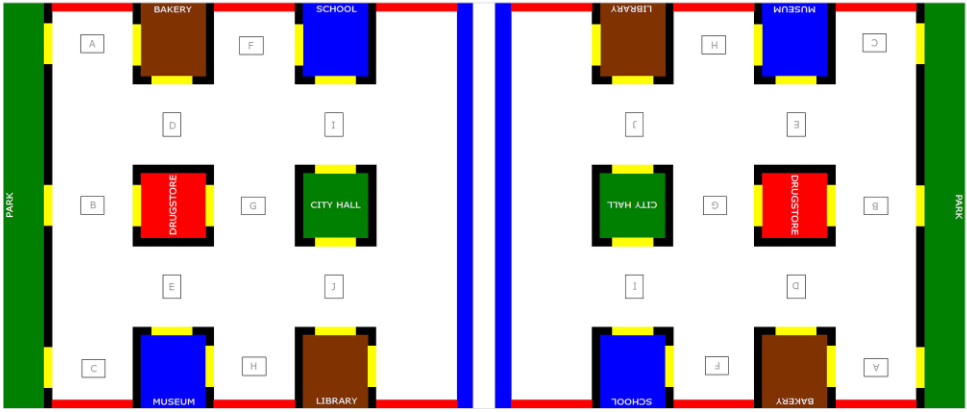 BAKERY
SCHOOL
A
F
D
I
PARK
B
DRUGSTORE
G
CITY HALL
E
J
C
H
MUSEUM
LIBRARY
LIBRARY
MUSEUM
H
C
J
E
CITY HALL
G
DRUGSTORE
B
PARK
I
D
F
A
SCHOOL
BAKERY